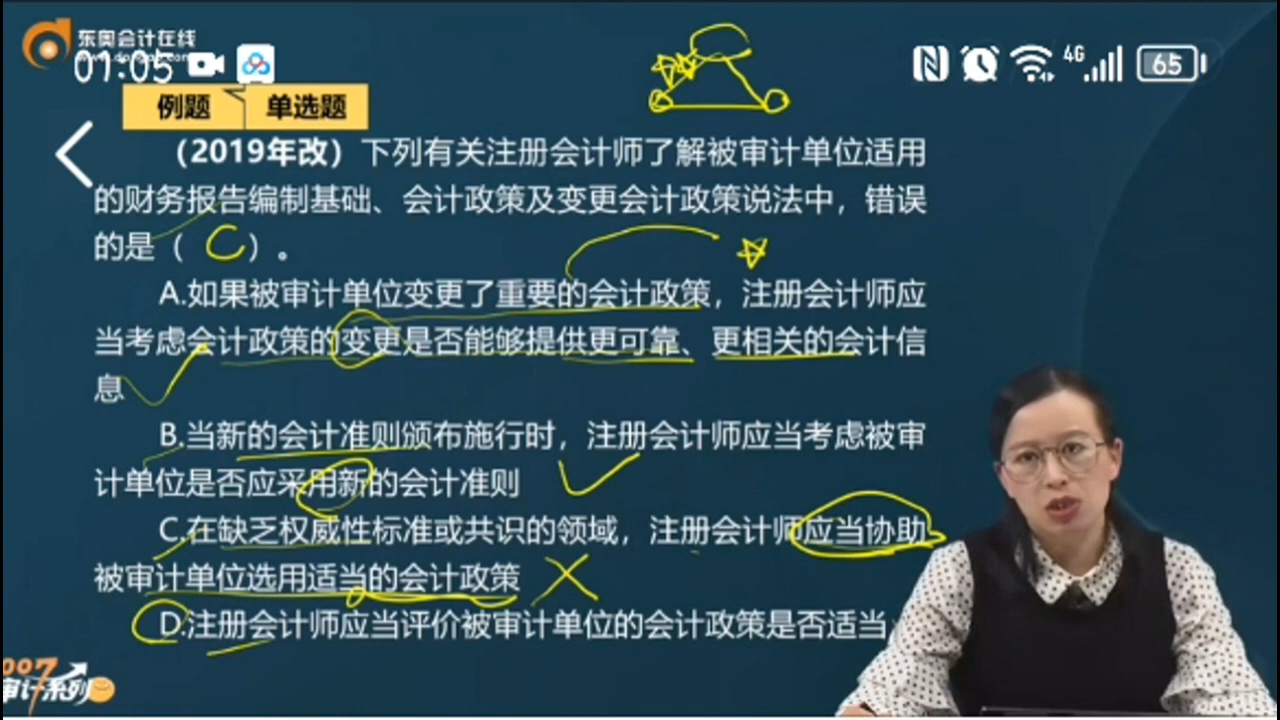 东奥会计在线
01:05
4G
65
例题 单选题
（2019年改）下列有关注册会计师了解被审计单位适用
的财务报告编制基础、会计政策及变更会计政策说法中，错误
的是（ C ）。
A.如果被审计单位变更了重要的会计政策，注册会计师应
当考虑会计政策的变更是否能够提供更可靠、更相关的会计信
息
B.当新的会计准则颁布施行时，注册会计师应当考虑被审
计单位是否应采用新的会计准则
C.在缺乏权威性标准或共识的领域，注册会计师应当协助
被审计单位选用适当的会计政策
D.注册会计师应当评价被审计单位的会计政策是否适当
007
审计系列